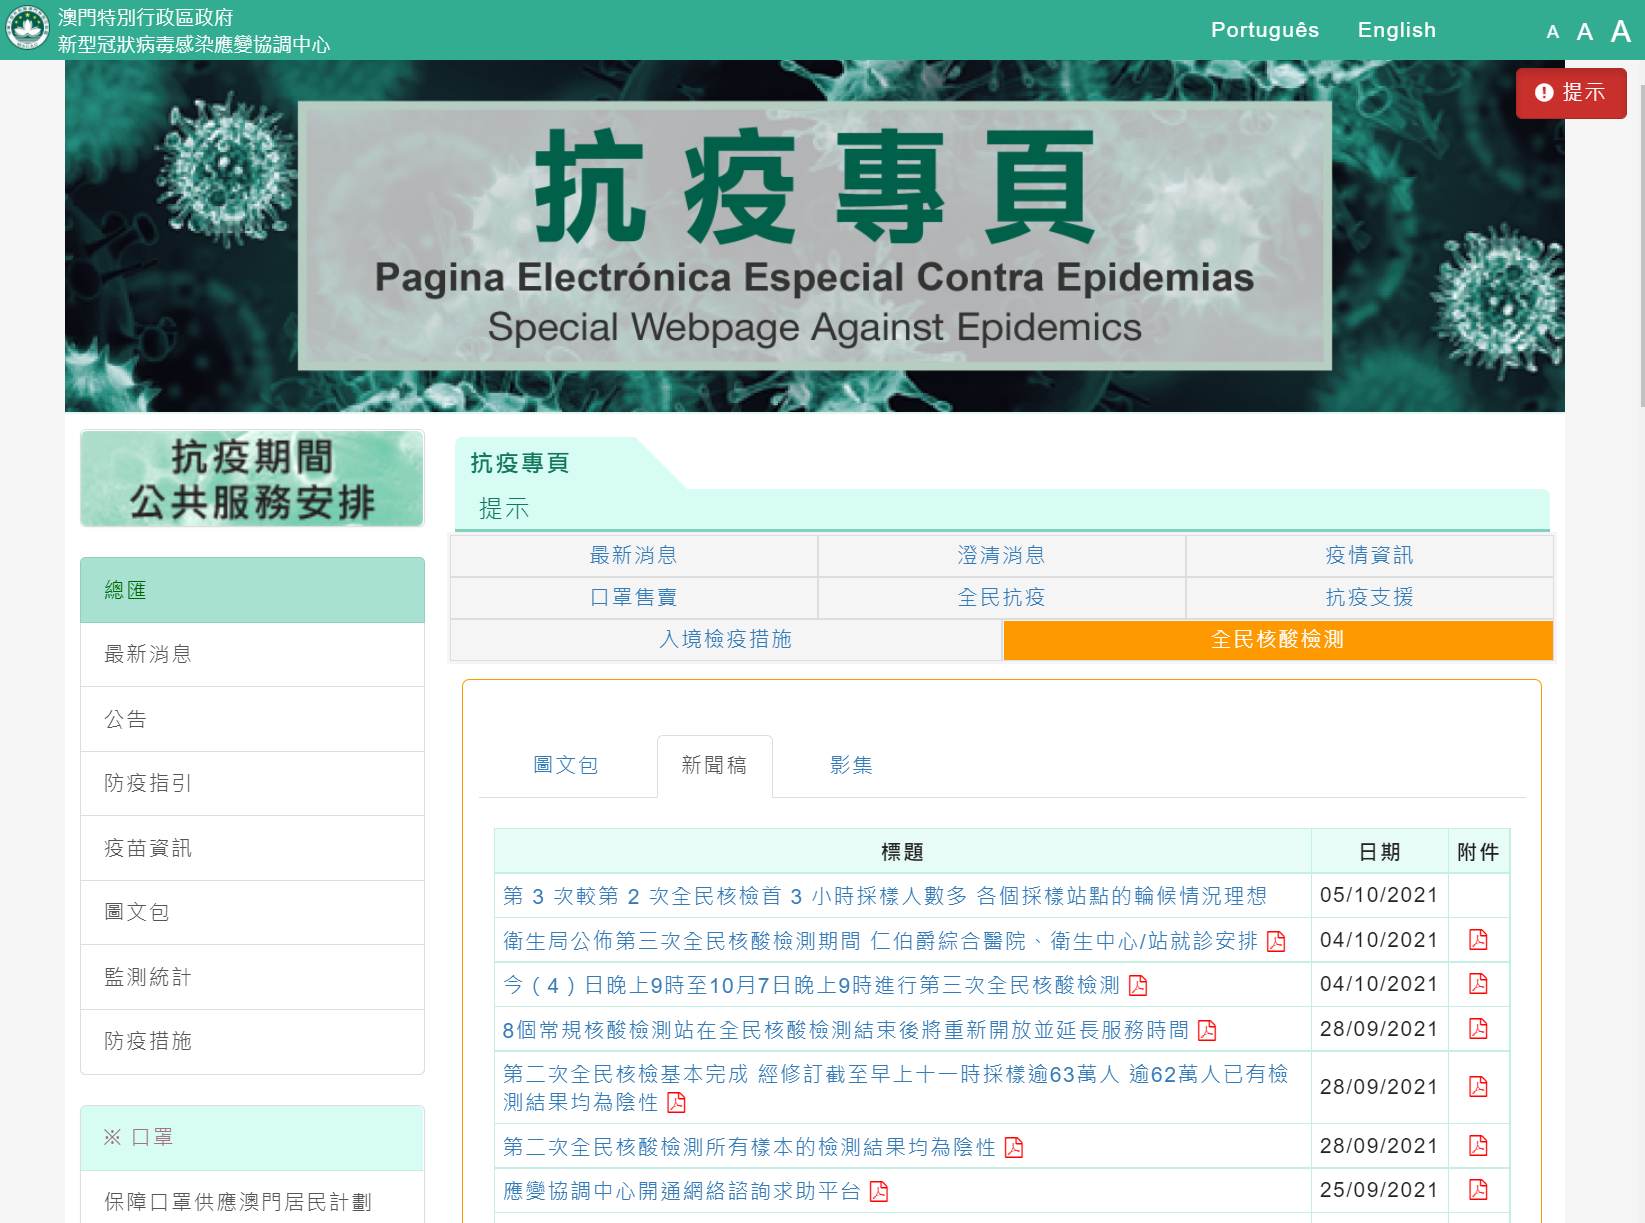 澳門特別行政區政府
新型冠狀病毒感染應變協調中心
Português English A A A
提示
抗疫專頁
Pagina Electrónica Especial Contra Epidemias
Special Webpage Against Epidemics
抗疫期間
公共服務安排
總匯
最新消息
公告
防疫指引
疫苗資訊
圖文包
監測統計
防疫措施
※ 口罩
保障口罩供應澳門居民計劃
抗疫專頁
提示
最新消息 澄清消息 疫情資訊
口罩售賣 全民抗疫 抗疫支援
入境檢疫措施 全民核酸檢測
圖文包 新聞稿 影集
標題 日期 附件
第 3 次較第 2 次全民核檢首 3 小時採樣人數多 各個採樣站點的輪候情況理想 05/10/2021
衛生局公佈第三次全民核酸檢測期間 仁伯爵綜合醫院、衛生中心/站就診安排 04/10/2021
今 ( 4 ) 日晚上9時至10月7日晚上9時進行第三次全民核酸檢測 04/10/2021
8個常規核酸檢測站在全民核酸檢測結束後將重新開放並延長服務時間 28/09/2021
第二次全民核檢基本完成 經修訂截至早上十一時採樣逾63萬人 逾62萬人已有檢
測結果均為陰性 28/09/2021
第二次全民核酸檢測所有樣本的檢測結果均為陰性 28/09/2021
應變協調中心開通網絡諮詢求助平台 25/09/2021